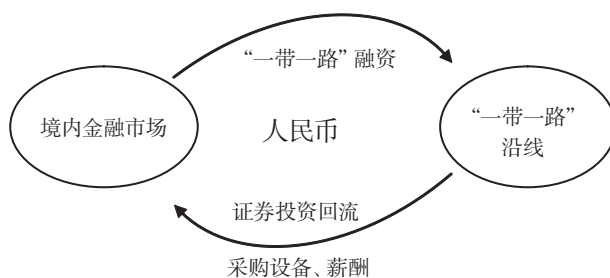 “一带一路”融资
境内金融市场
人民币
“一带一路”
沿线
证券投资回流
采购设备、薪酬